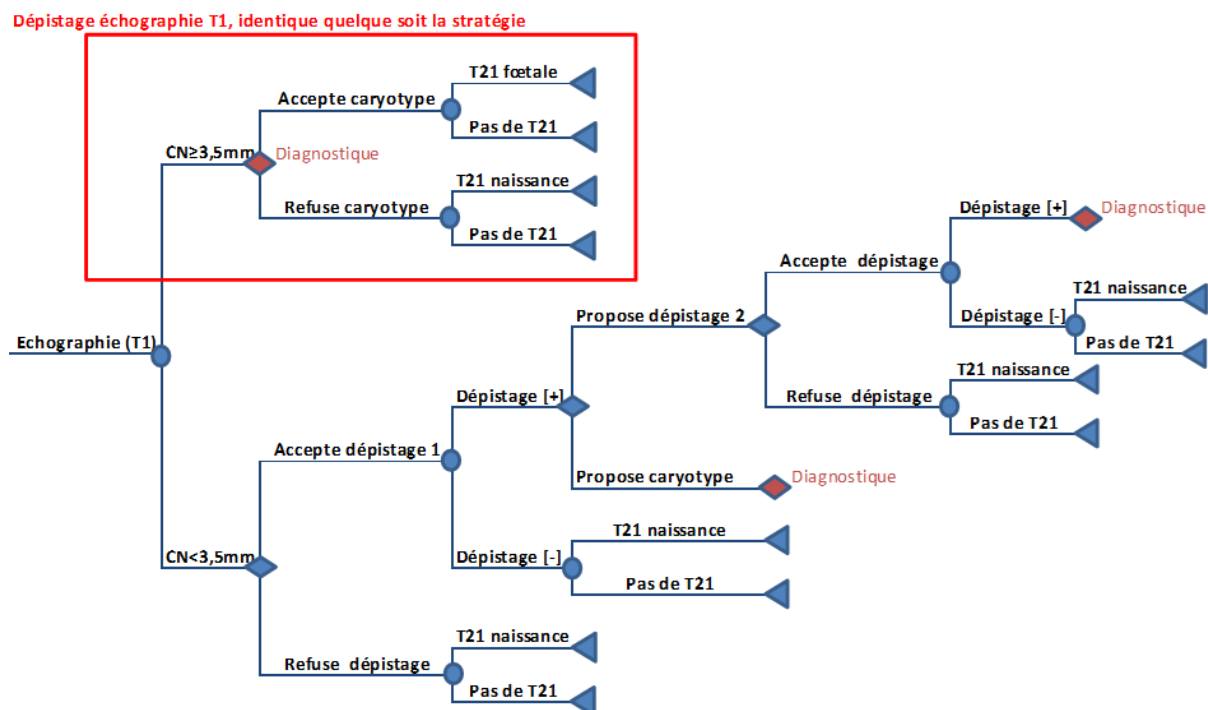 Dépistage échographie T1, identique quelque soit la stratégie
T21 fœtale
Accepte caryotype
Pas de T21
CN≥3,5mm
Diagnostique
T21 naissance
Refuse caryotype
Pas de T21
Dépistage [+]
Diagnostique
Accepte dépistage
T21 naissance
Propose dépistage 2
Dépistage [-]
Echographie (T1)
Pas de T21
T21 naissance
Dépistage [+]
Refuse dépistage
Pas de T21
Accepte dépistage 1
Propose caryotype
Diagnostique
T21 naissance
CN<3,5mm
Dépistage [-]
Pas de T21
T21 naissance
Refuse dépistage
Pas de T21